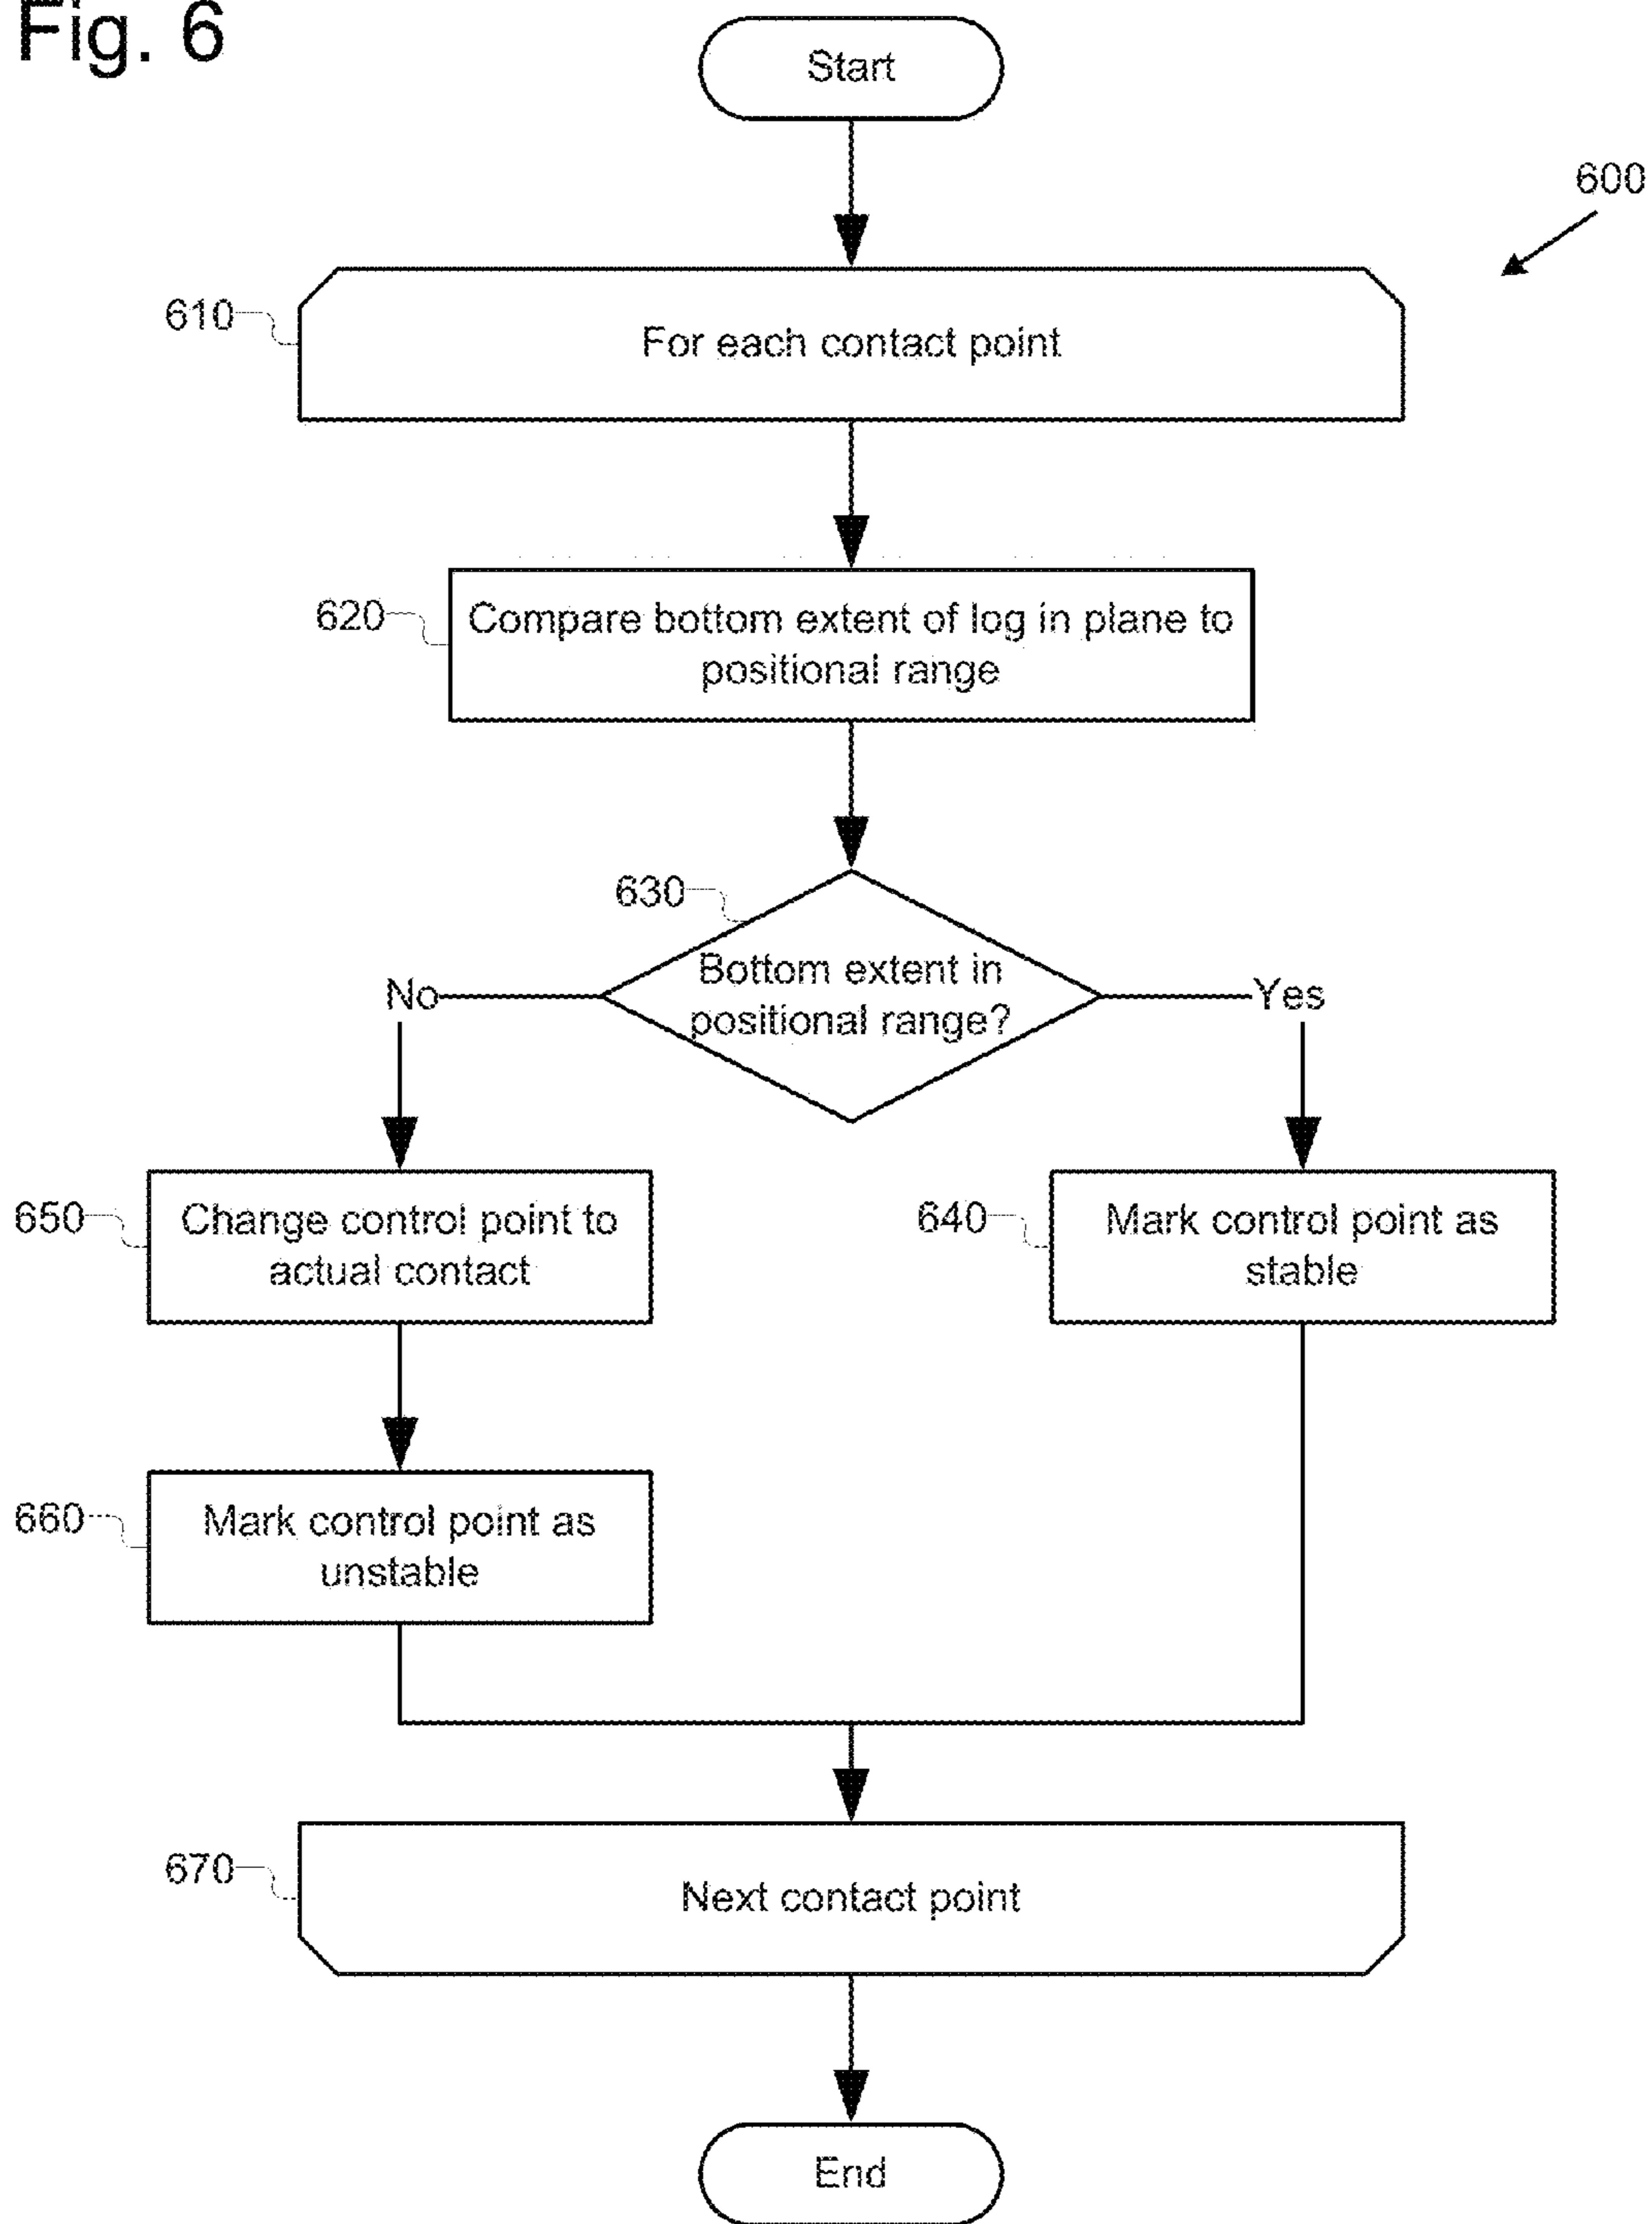 Fig. 6
Start
600
610
For each contact point
620
Compare bottom extent of log in plane to
positional range
630
Bottom extent in
positional range?
No
Yes
650
Change control point to
actual contact
640
Mark control point as
stable
660
Mark control point as
unstable
670
Next contact point
End